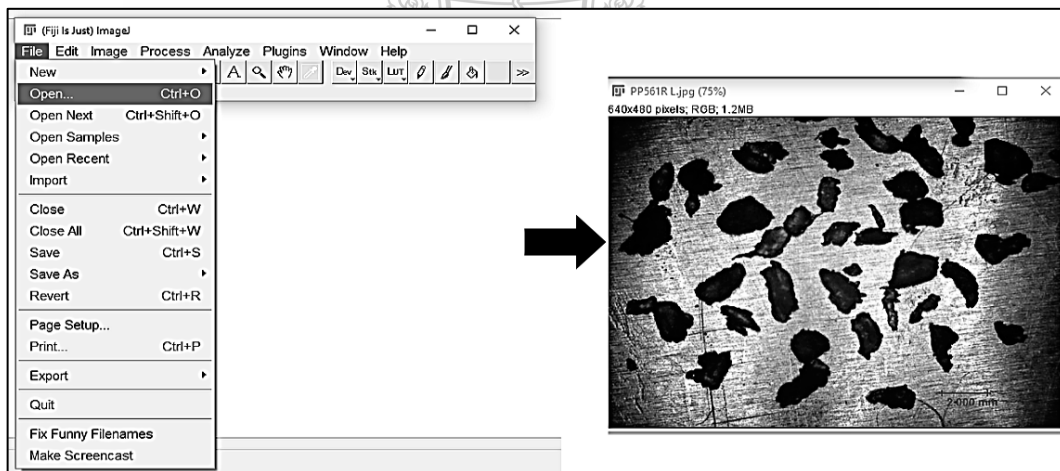 (Fiji Is Just) ImageJ
File Edit Image Process Analyze Plugins Window Help
A Dev Stk LUT >>
New
Open... Ctrl+O
Open Next Ctrl+Shift+O
Open Samples
Open Recent
Import
Close Ctrl+W
Close All Ctrl+Shift+W
Save Ctrl+S
Save As
Revert Ctrl+R
Page Setup...
Print... Ctrl+P
Export
Quit
Fix Funny Filenames
Make Screencast
PP561R L.jpg (75%)
640x480 pixels; RGB; 1.2MB
2.000 mm